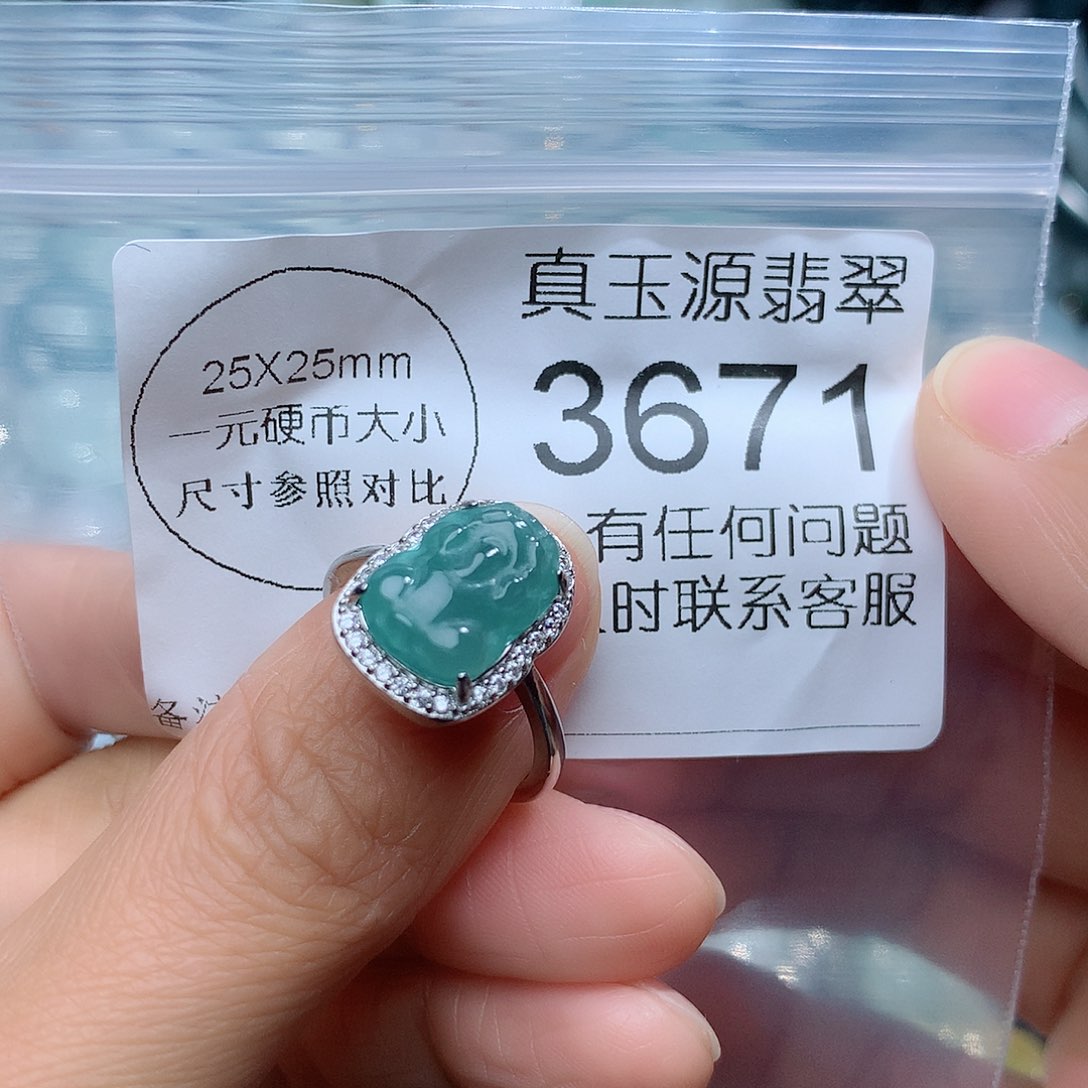 25X25mm
一元硬币大小
尺寸参照对比
真玉源翡翠
3671
有任何问题
时联系客服
备